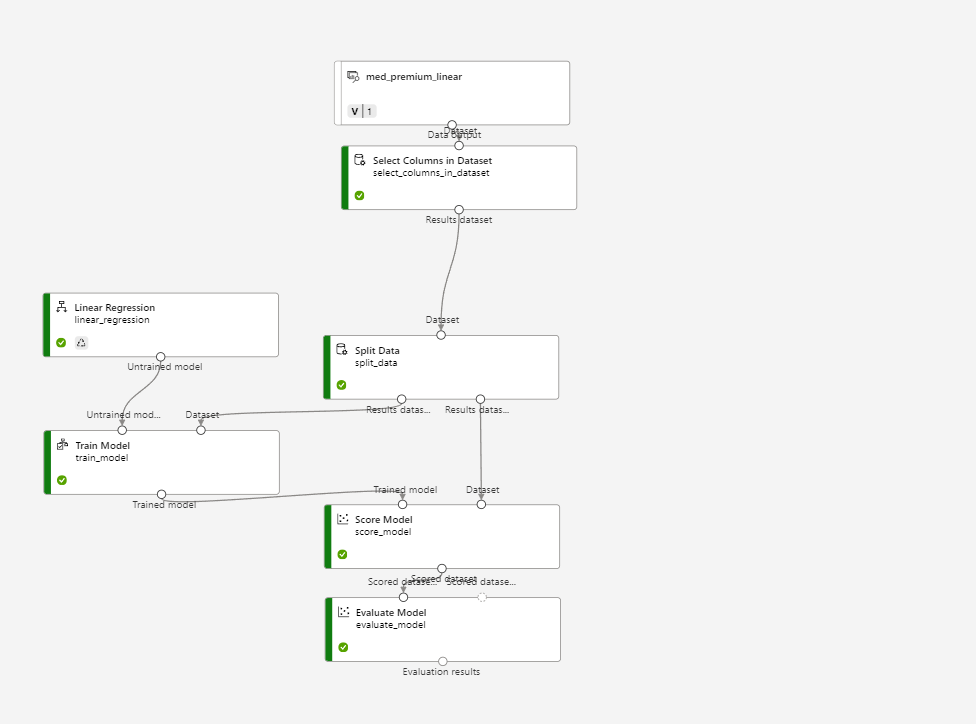 med_premium_linear
V 1
Data output
Dataset
Select Columns in Dataset
select_columns_in_dataset
Results dataset
Linear Regression
linear_regression
Untrained model
Dataset
Split Data
split_data
Results datas...
Results datas...
Untrained mod...
Dataset
Train Model
train_model
Trained model
Trained model
Dataset
Score Model
score_model
Scored dataset
Scored datase...
Scored datase...
Evaluate Model
evaluate_model
Evaluation results